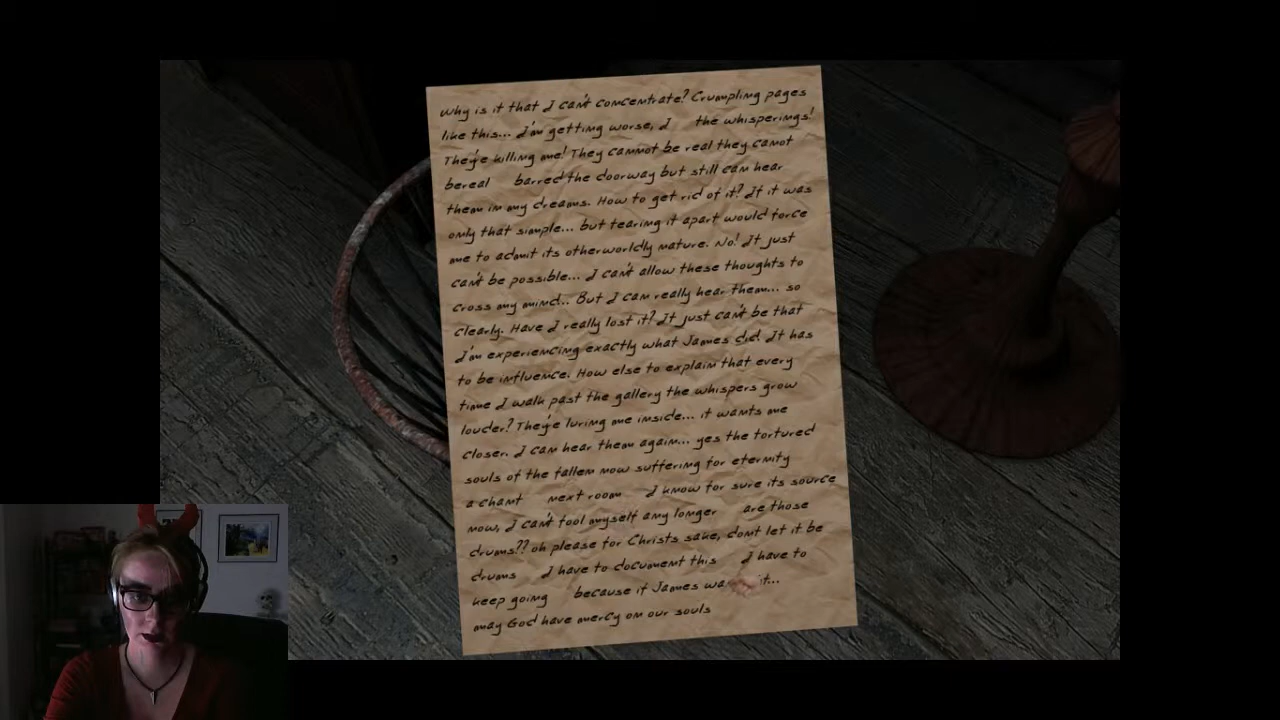 Why is it that I can't concentrate? Crumpling pages
like this... I'm getting worse, I the whisperings!
They're killing me! They cannot be real they canot
bereal barred the doorway but still can hear
them in my dreams. How to get rid of it? If it was
only that simple... but tearing it apart would force
me to admit its otherworldly nature. No! It just
can't be possible... I can't allow these thoughts to
cross my mind.. But I can really hear them... so
clearly. Have I really lost it? It just can't be that
I'm experiencing exactly what James did. It has
to be influence. How else to explain that every
time I walk past the gallery the whispers grow
louder? They're luring me inside... it wants me
closer. I can hear them again... yes the tortured
souls of the fallen now suffering for eternity
a chant next room I know for sure its source
now, I can't fool myself any longer are those
drums?? oh please for Christs sake, dont let it be
drums I have to document this I have to
keep going because if James it...
may God have mercy on our souls